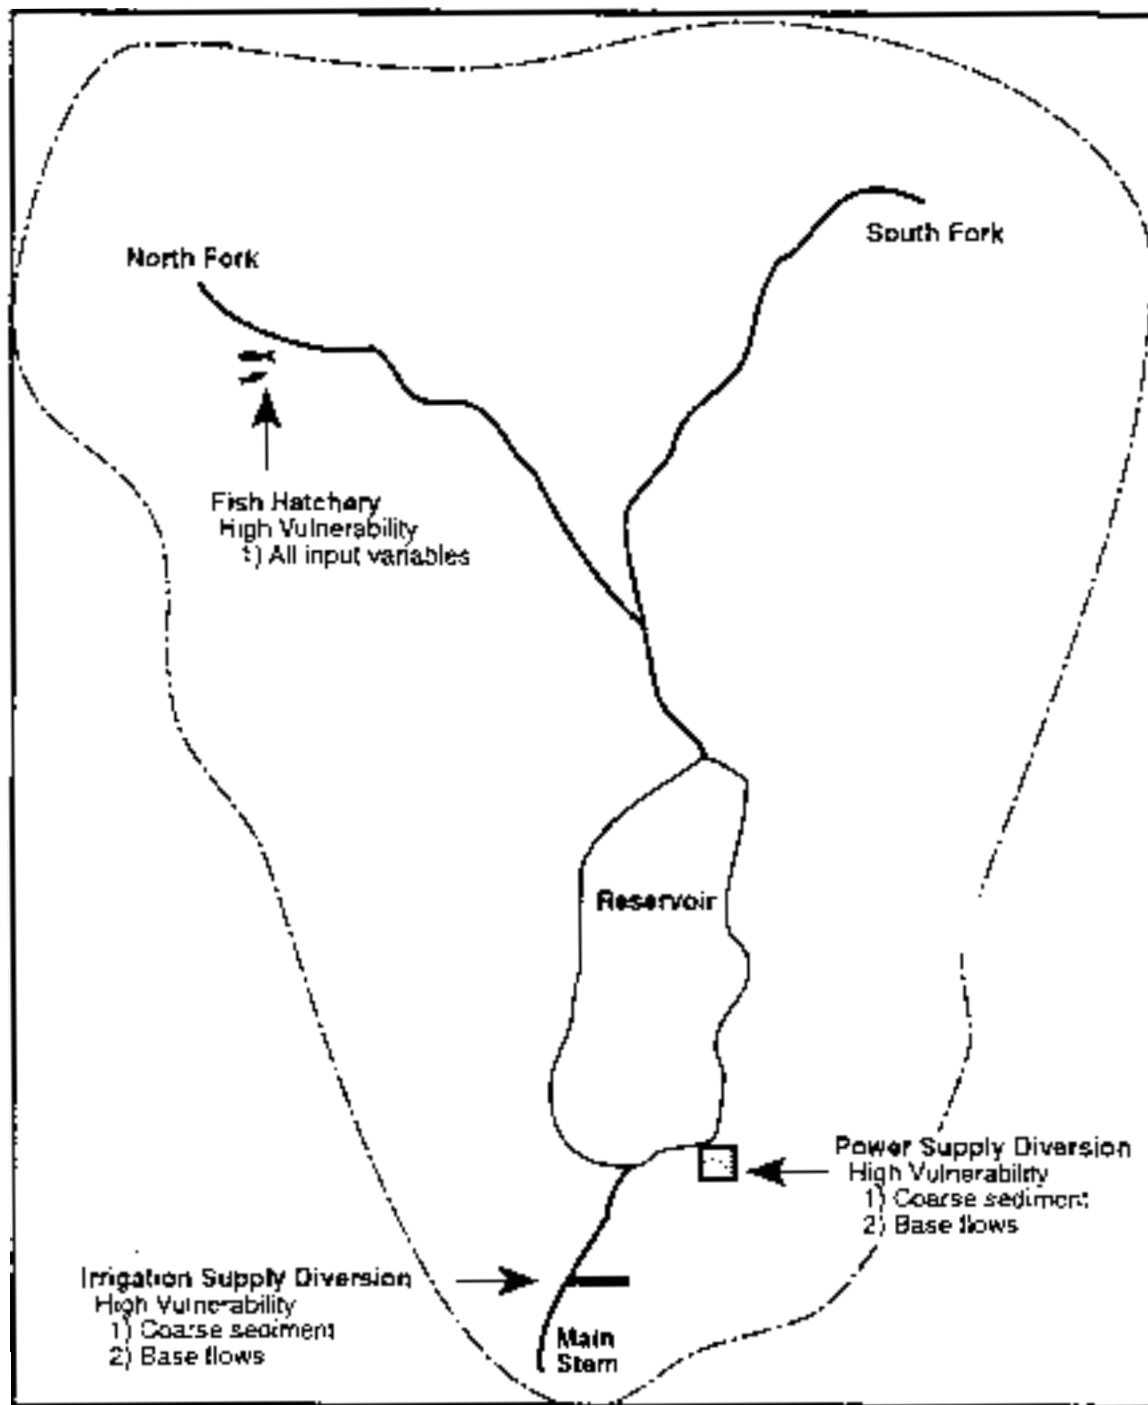 South Fork
North Fork
Fish Hatchery
High Vulnerability
1) All input variables
Reservoir
Power Supply Diversion
High Vulnerability
1) Coarse sediment
2) Base flows
Irrigation Supply Diversion
High Vulnerability
1) Coarse sediment
2) Base flows
Main
Stem